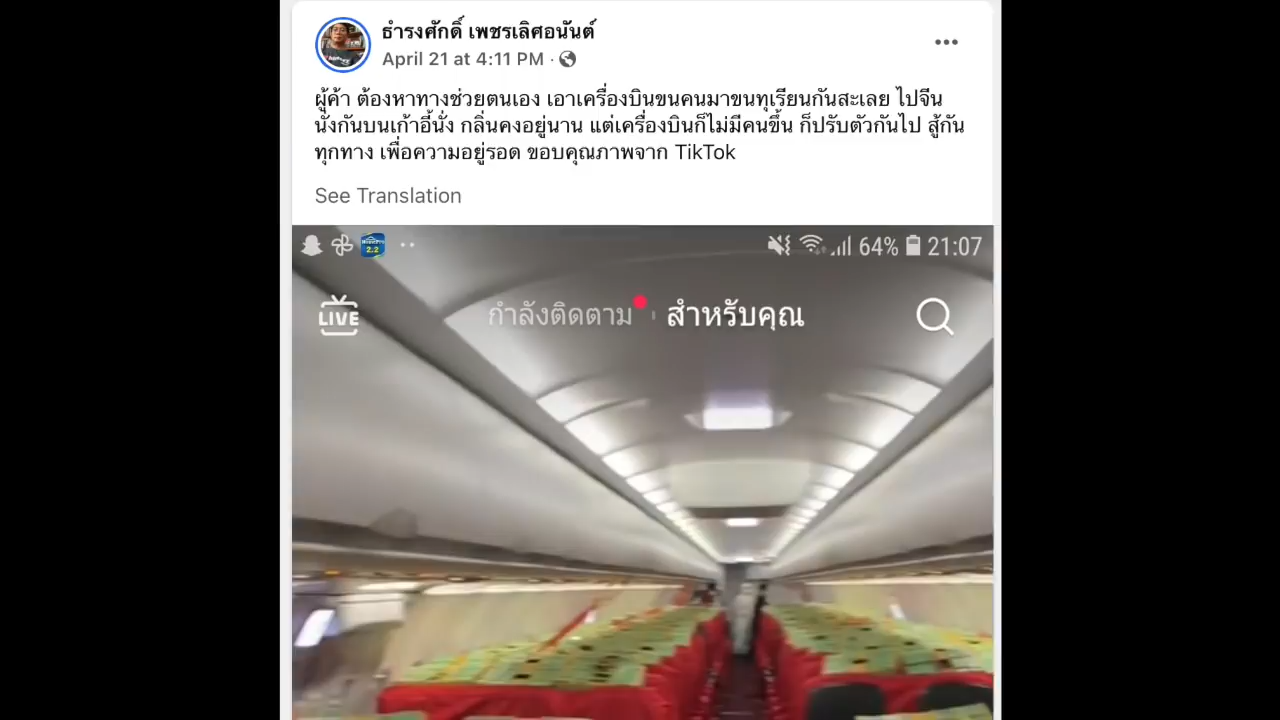 ธำรงศักดิ์ เพชรเลิศอนันต์
April 21 at 4:11 PM ·
ผู้ค้า ต้องหาทางช่วยตนเอง เอาเครื่องบินขนคนมาขนทุเรียนกันสะเลย ไปจีน
นั่งกันบนเก้าอี้นั่ง กลิ่นคงอยู่นาน แต่เครื่องบินก็ไม่มีคนขึ้น ก็ปรับตัวกันไป สู้กัน
ทุกทาง เพื่อความอยู่รอด ขอบคุณภาพจาก TikTok
See Translation
2.2
64% 21:07
LIVE กำลังติดตาม สำหรับคุณ